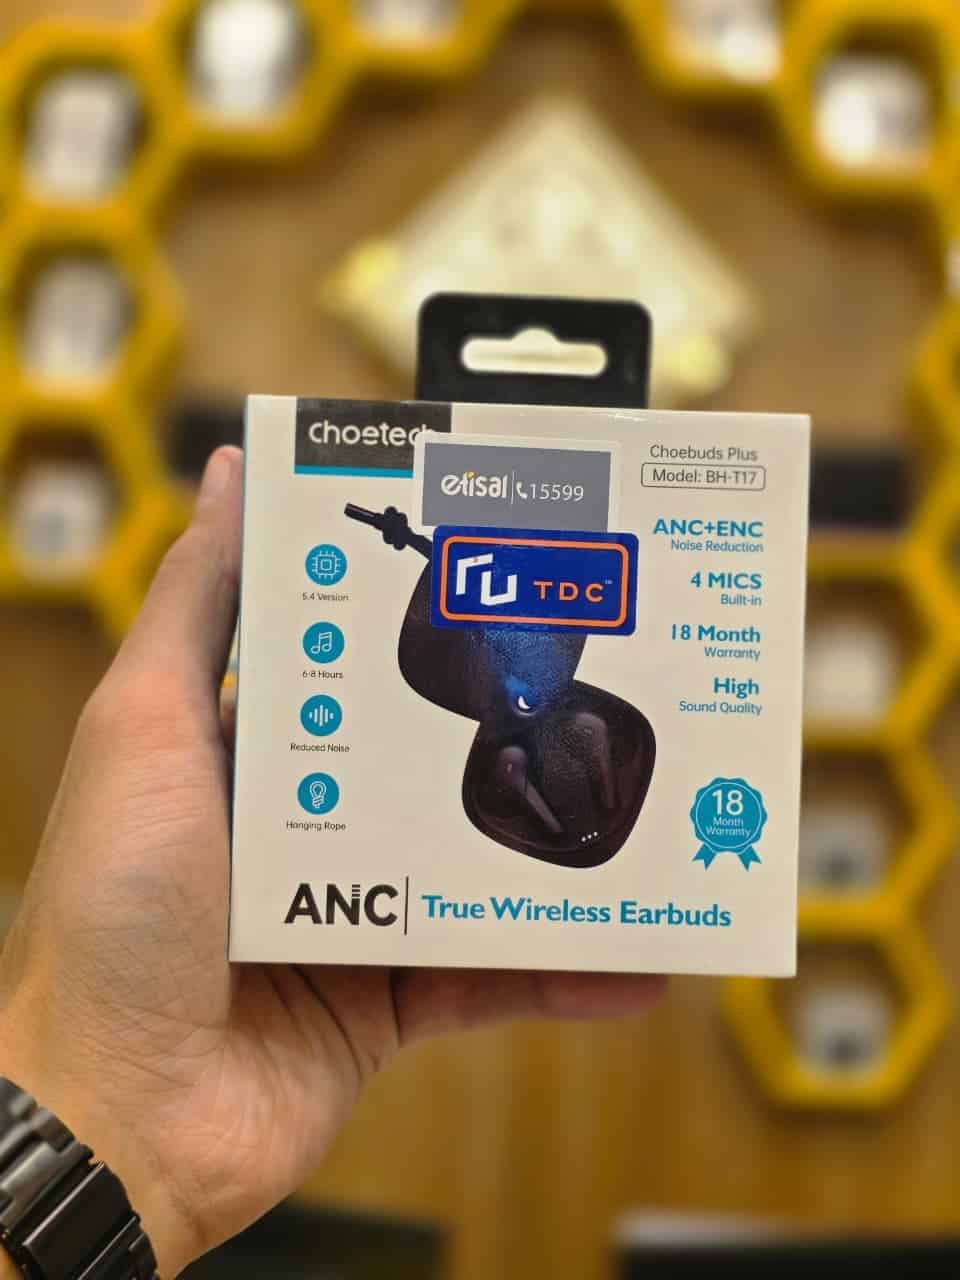 choetech
etisal 15599
TDC™
Choebuds Plus
Model: BH-T17
ANC+ENC
Noise Reduction
4 MICS
Built-in
18 Month
Warranty
High
Sound Quality
5.4 Version
6-8 Hours
Reduced Noise
Hanging Rope
18
Month
Warranty
ANC
True Wireless Earbuds